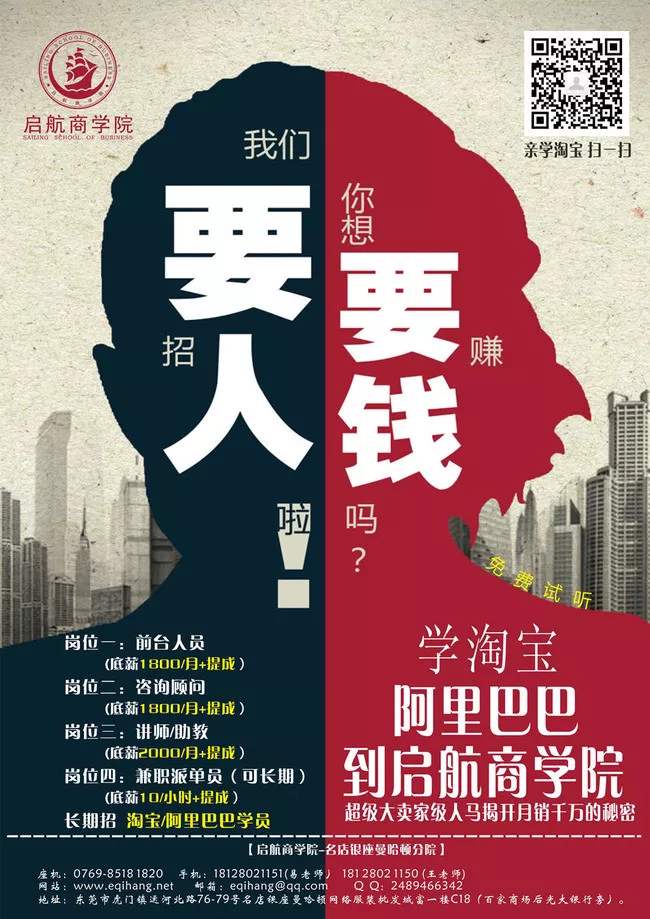 启航商学院
SAILING SCHOOL OF BUSINESS
亲学淘宝 扫一扫
我们
要人
招
啦!
你想
要钱
赚
吗?
免费试听
岗位一:前台人员
(底薪1800/月+提成)
岗位二:咨询顾问
(底薪1800/月+提成)
岗位三:讲师/助教
(底薪2000/月+提成)
岗位四:兼职派单员(可长期)
(底薪10/小时+提成)
长期招 淘宝/阿里巴巴学员
学淘宝
阿里巴巴
到启航商学院
超级大卖家级人马揭开月销千万的秘密
【启航商学院-名店银座曼哈顿分院】
座机:0769-85181820 手机:18128021151(易老师) 18128021150(王老师)
网站:www.eqihang.net 邮箱:eqihang@qq.com QQ:2489466342
地址:东莞市虎门镇运河北路76-79号名店银座曼哈顿网络服装批发城富一楼C18(百家商场后光大银行旁)。